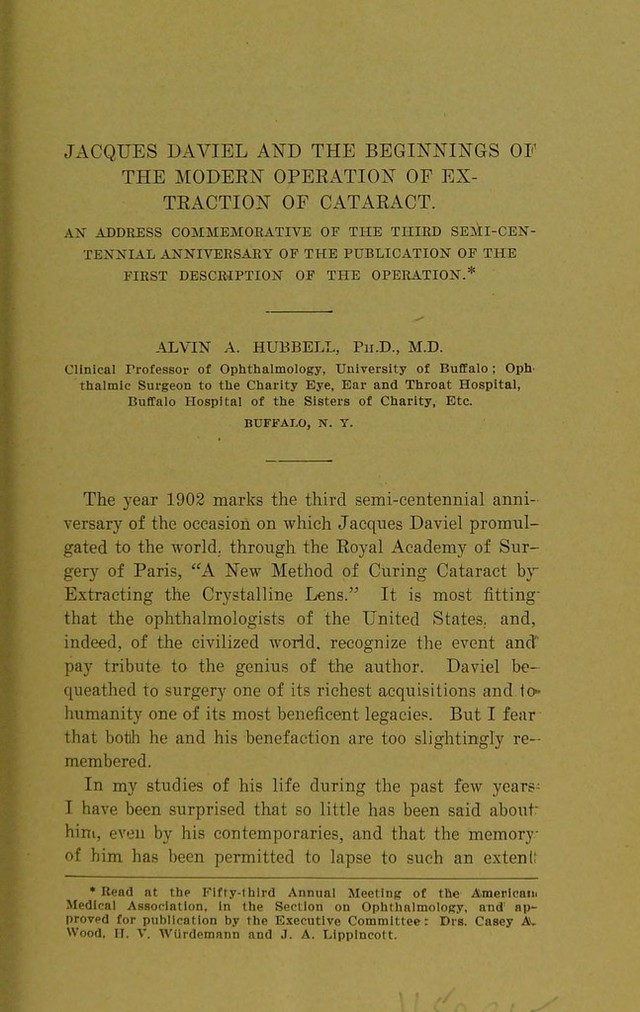 JACQUES DAVIEL AND THE BEGINNINGS OF
THE MODERN OPERATION OF EX-
TRACTION OF CATARACT.
AN ADDRESS COMMEMORATIVE OF THE THIRD SEMI-CEN-
TENNIAL ANNIVERSARY OF THE PUBLICATION OF THE
FIRST DESCRIPTION OF THE OPERATION.*
ALVIN A. HUBBELL, PH.D., M.D.
Clinical Professor of Ophthalmology, University of Buffalo; Oph-
thalmic Surgeon to the Charity Eye, Ear and Throat Hospital,
Buffalo Hospital of the Sisters of Charity, Etc.
BUFFALO, N. Y.
The year 1902 marks the third semi-centennial anni-
versary of the occasion on which Jacques Daviel promul-
gated to the world, through the Royal Academy of Sur-
gery of Paris, “A New Method of Curing Cataract by
Extracting the Crystalline Lens.” It is most fitting
that the ophthalmologists of the United States, and,
indeed, of the civilized world, recognize the event and
pay tribute to the genius of the author. Daviel be-
queathed to surgery one of its richest acquisitions and to
humanity one of its most beneficent legacies. But I fear
that both he and his benefaction are too slightingly re-
membered.
In my studies of his life during the past few years
I have been surprised that so little has been said about
him, even by his contemporaries, and that the memory
of him has been permitted to lapse to such an extent
* Read at the Fifty-third Annual Meeting of the American
Medical Association, in the Section on Ophthalmology, and ap-
proved for publication by the Executive Committee: Drs. Casey A.
Wood, H. V. Würdemann and J. A. Lippincott.